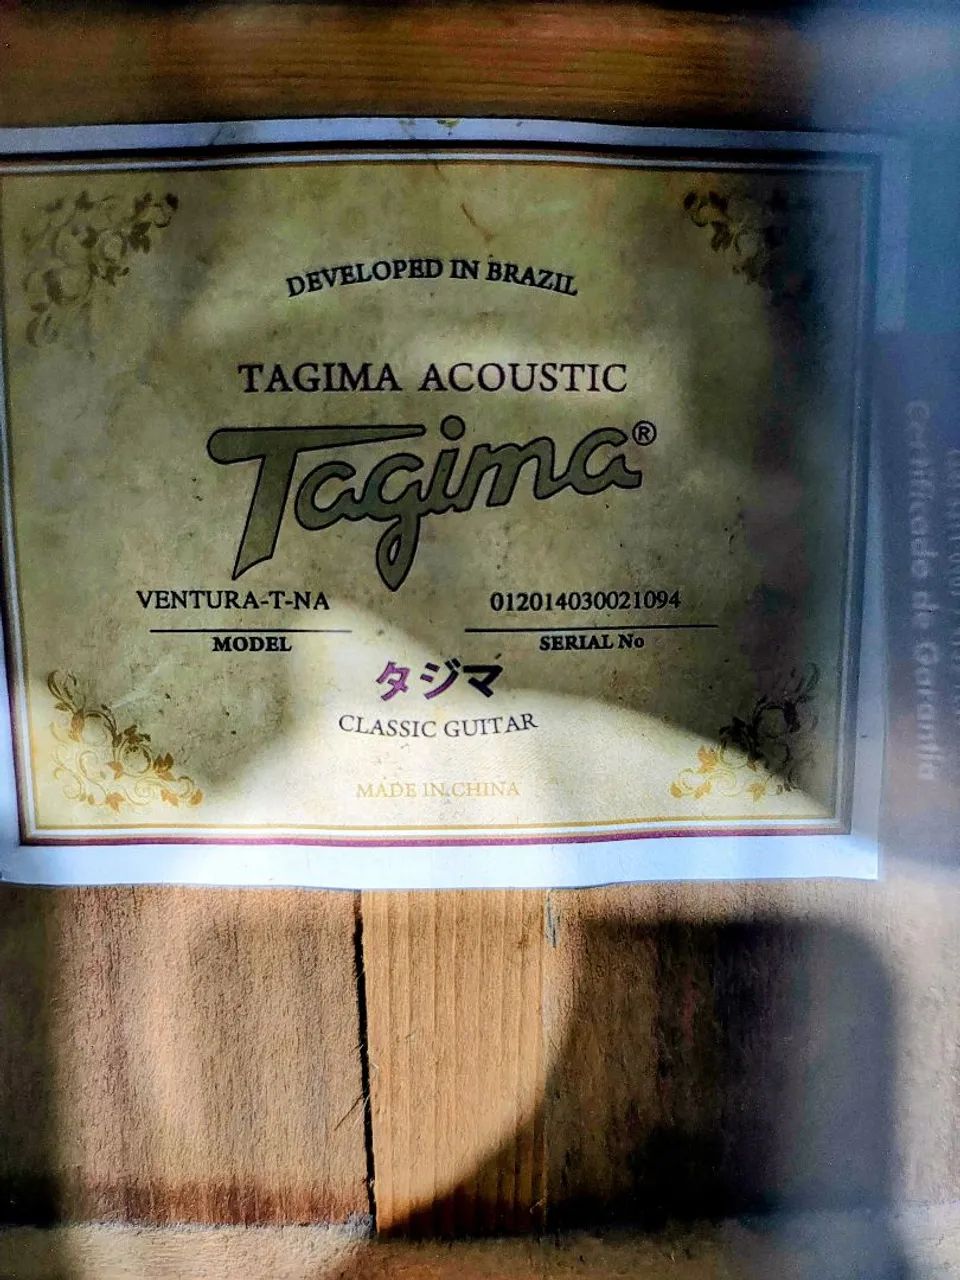 DEVELOPED IN BRAZIL
TAGIMA ACOUSTIC
Tagima®
VENTURA-T-NA
MODEL
012014030021094
SERIAL No
タジマ
CLASSIC GUITAR
MADE IN CHINA
Certificado de Garantia